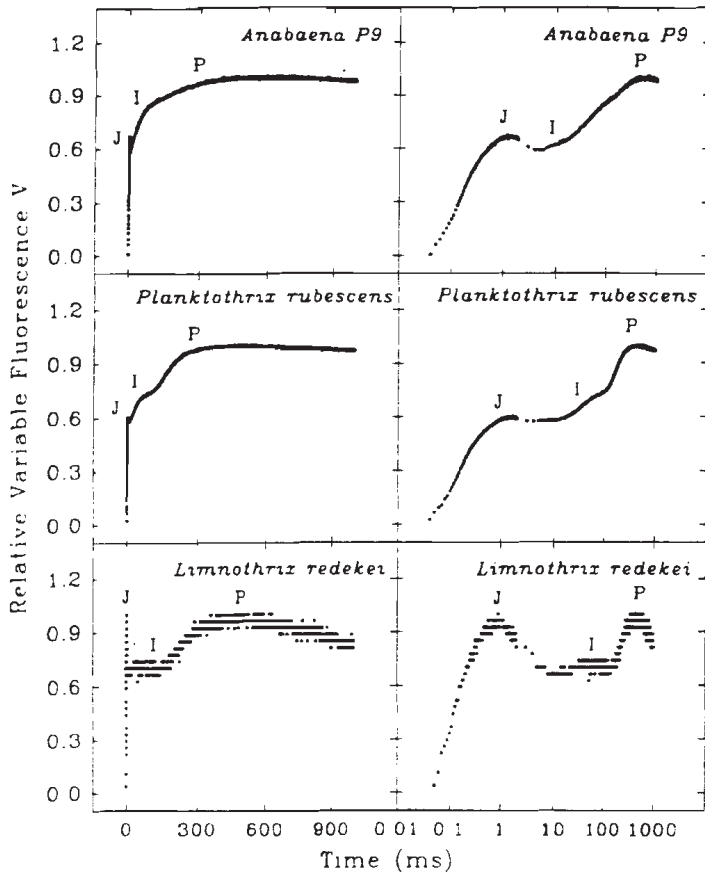 Relative Variable Fluorescence V
1.2
0.9
0.6
0.3
0.0
Anabaena P9
J
I
P
Anabaena P9
J
I
P
1.2
0.9
0.6
0.3
0 0
Planktothrix rubescens
J
I
P
Planktothrix rubescens
J
I
P
1.2
0.9
0.6
0.3
0 0
Limnothrix redekei
J
I
P
Limnothrix redekei
J
I
P
0 300 600 900 0 01 0 1 1 10 100 1000
Time (ms)